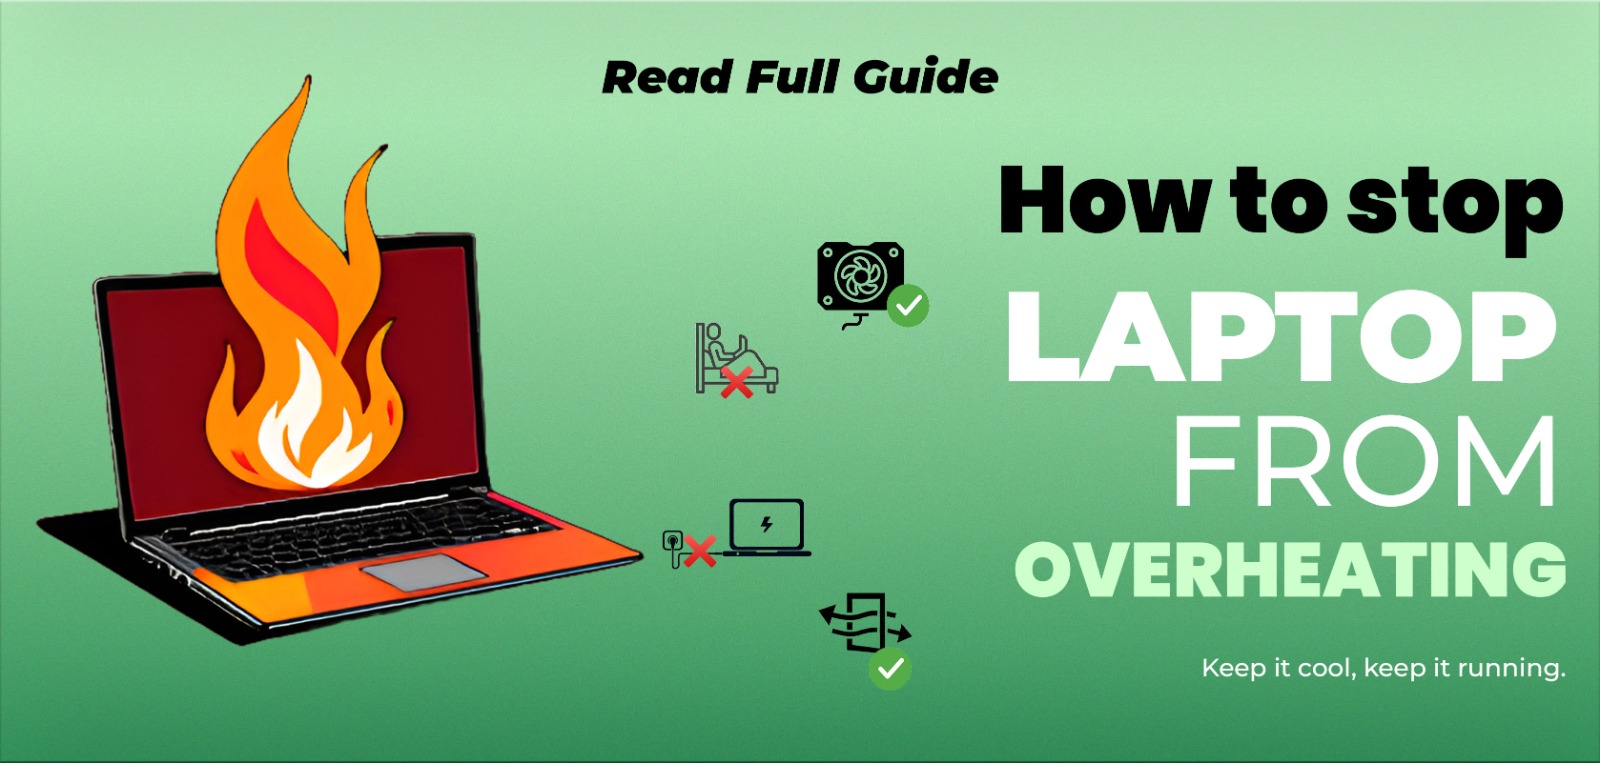 Read Full Guide
How to stop
LAPTOP
FROM
OVERHEATING
Keep it cool, keep it running.